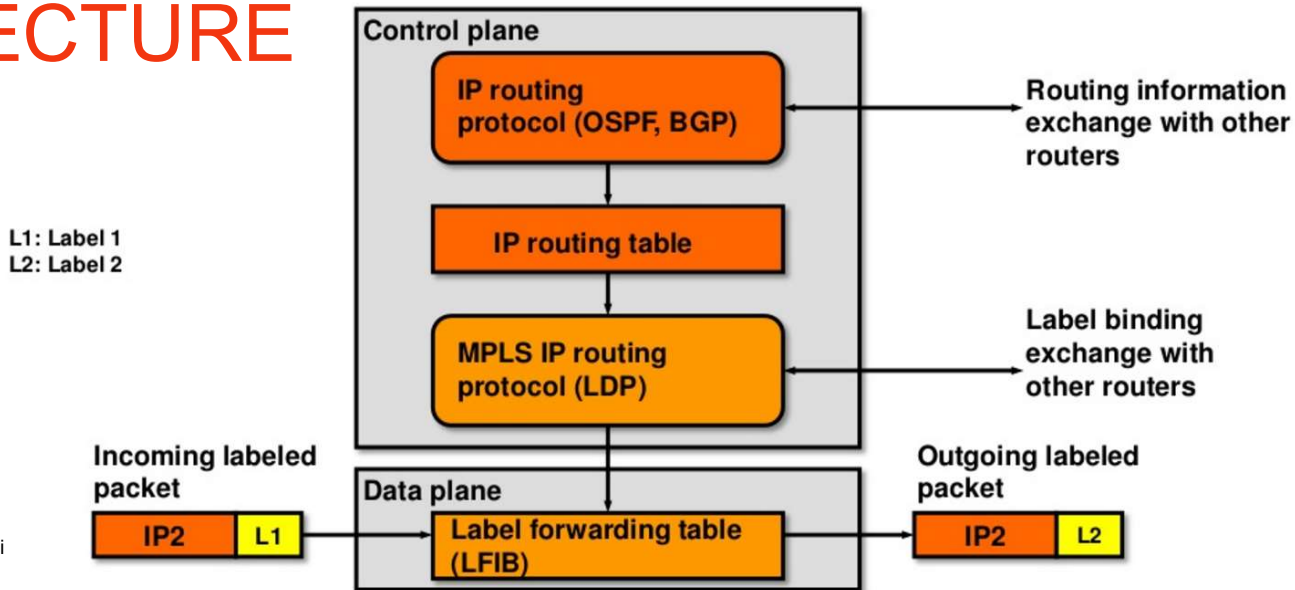 ECTURE
Control plane
IP routing
protocol (OSPF, BGP)
Routing information
exchange with other
routers
L1: Label 1
L2: Label 2
IP routing table
MPLS IP routing
protocol (LDP)
Label binding
exchange with
other routers
Incoming labeled
packet
IP2 L1
Data plane
Label forwarding table
(LFIB)
Outgoing labeled
packet
IP2 L2
i